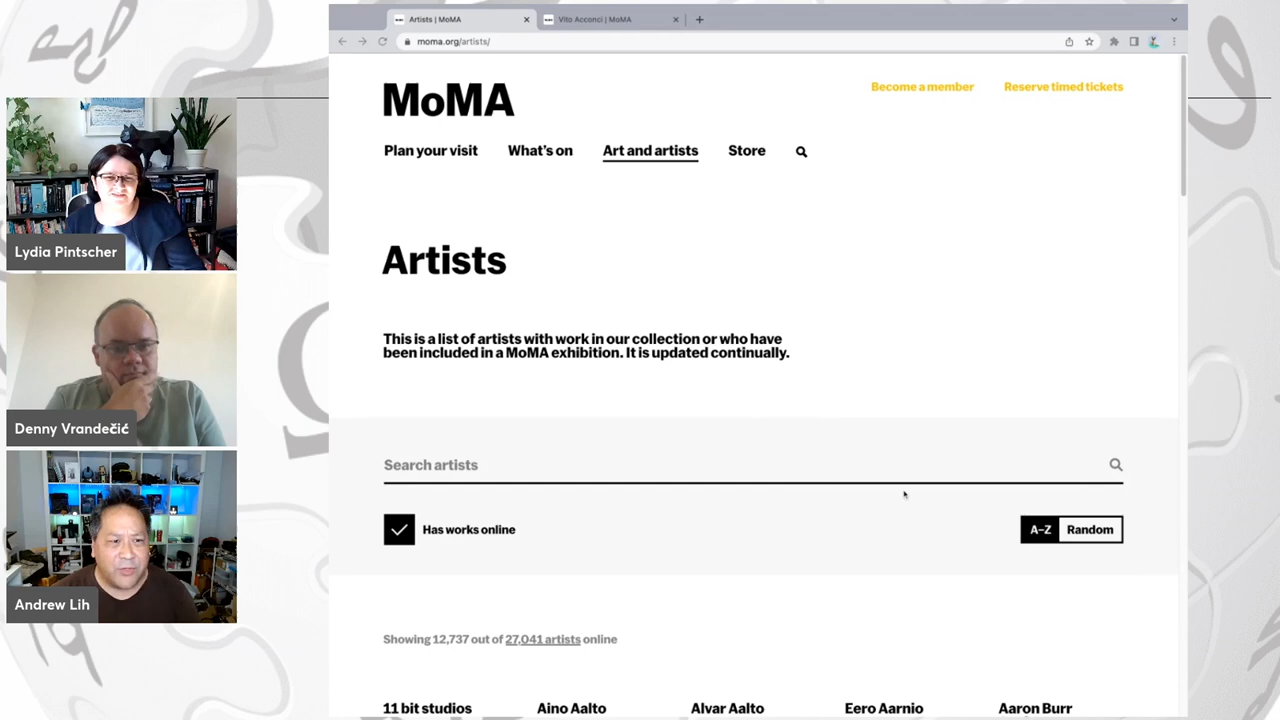 Artists | MoMA
Vito Acconci | MoMA
moma.org/artists/
MoMA
Become a member
Reserve timed tickets
Plan your visit
What's on
Art and artists
Store
Artists
This is a list of artists with work in our collection or who have
been included in a MoMA exhibition. It is updated continually.
Search artists
Has works online
A–Z
Random
Showing 12,737 out of 27,041 artists online
11 bit studios
Aino Aalto
Alvar Aalto
Eero Aarnio
Aaron Burr
Lydia Pintscher
Denny Vrandečić
Andrew Lih